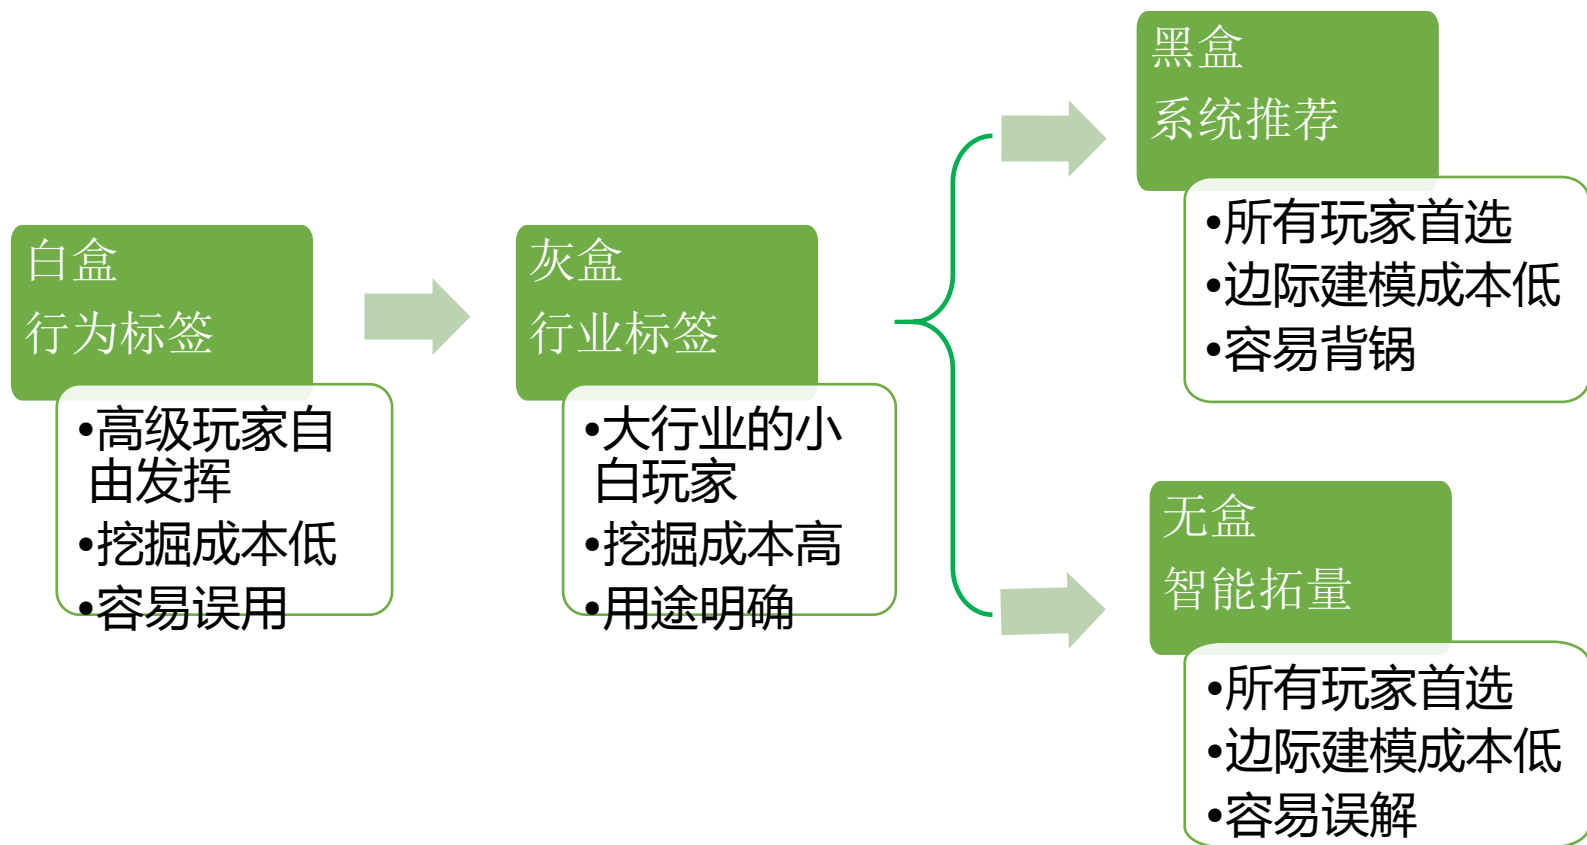 白盒
行为标签
•高级玩家自
由发挥
•挖掘成本低
•容易误用
灰盒
行业标签
•大行业的小
白玩家
•挖掘成本高
•用途明确
黑盒
系统推荐
•所有玩家首选
•边际建模成本低
•容易背锅
无盒
智能拓量
•所有玩家首选
•边际建模成本低
•容易误解